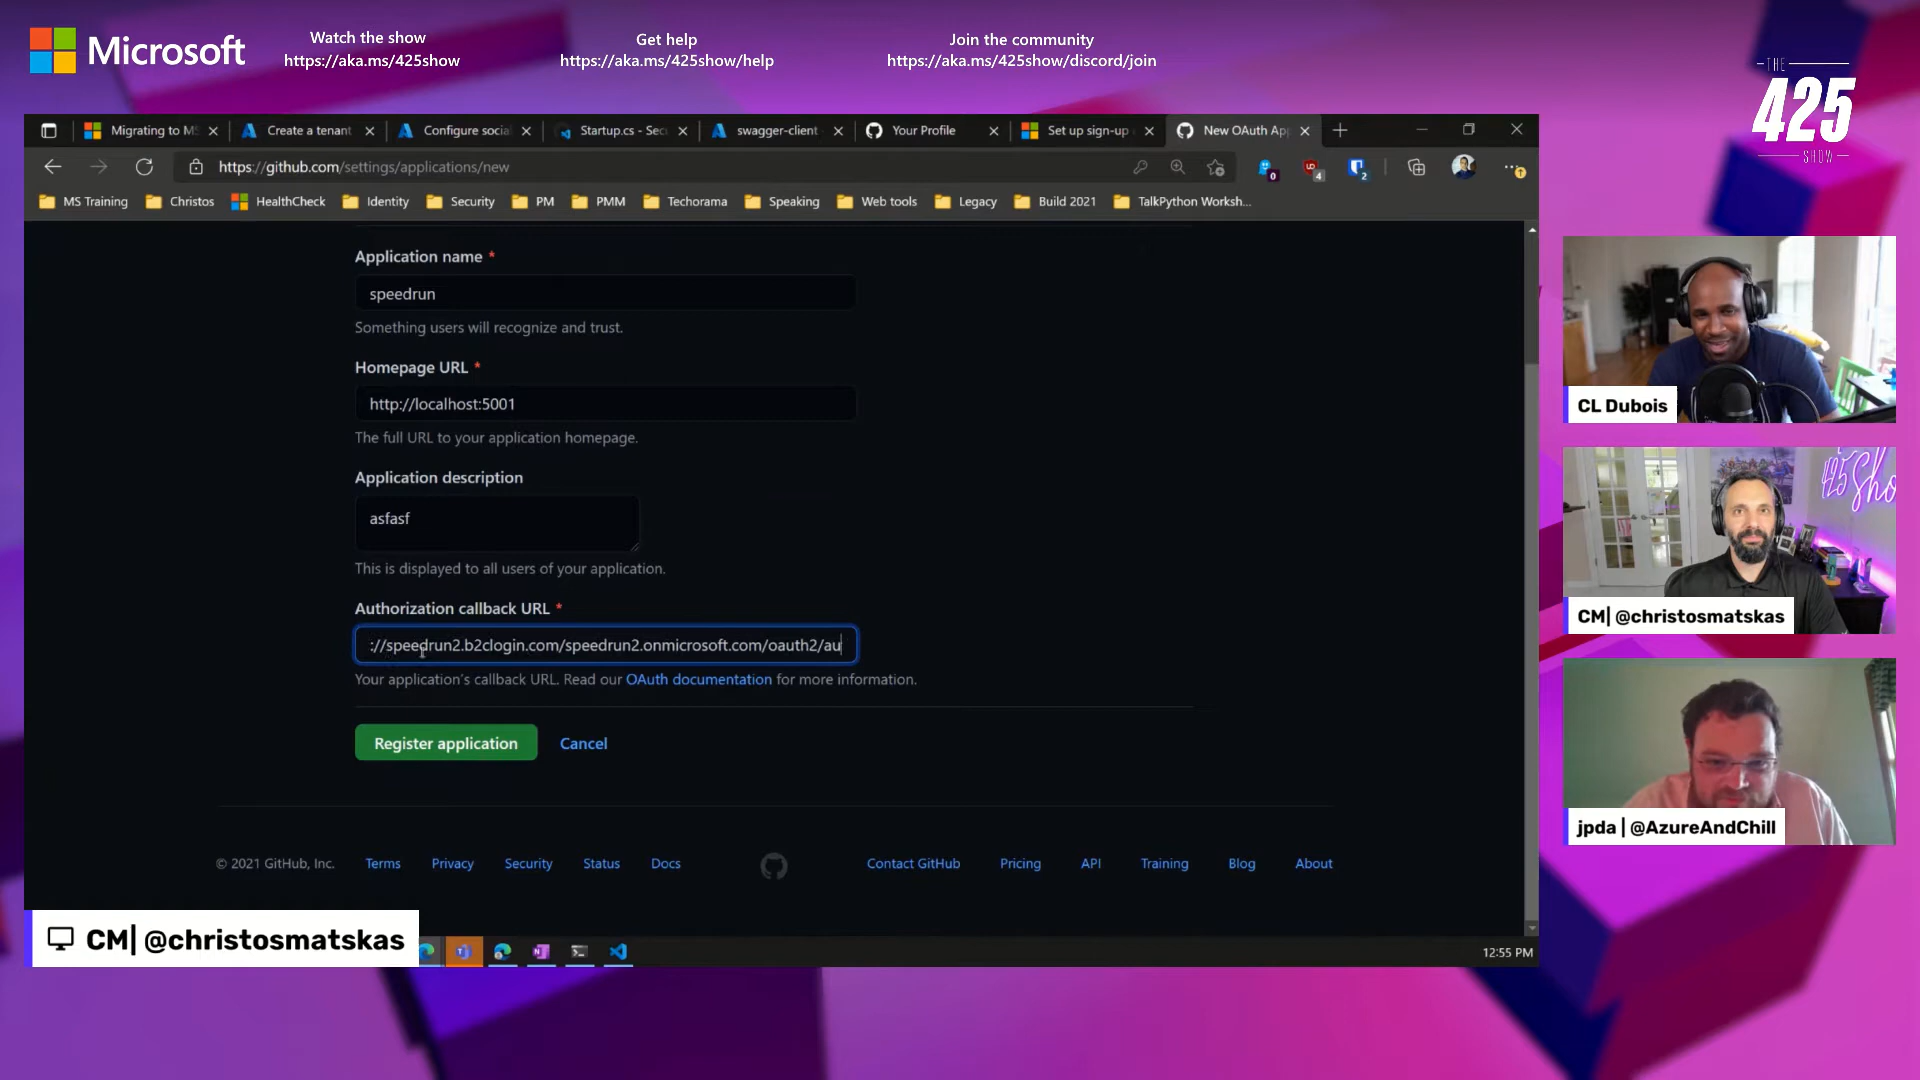 Microsoft
Watch the show
https://aka.ms/425show
Get help
https://aka.ms/425show/help
Join the community
https://aka.ms/425show/discord/join
THE
425
SHOW
Migrating to MS
Create a tenant
Configure socia
Startup.cs - Sec
swagger-client
Your Profile
Set up sign-up
New OAuth Ap
https://github.com/settings/applications/new
0
4
2
MS Training
Christos
HealthCheck
Identity
Security
PM
PMM
Techorama
Speaking
Web tools
Legacy
Build 2021
TalkPython Worksh...
Application name *
speedrun
Something users will recognize and trust.
Homepage URL *
http://localhost:5001
The full URL to your application homepage.
Application description
asfasf
This is displayed to all users of your application.
Authorization callback URL *
://speedrun2.b2clogin.com/speedrun2.onmicrosoft.com/oauth2/au
Your application's callback URL. Read our OAuth documentation for more information.
Register application
Cancel
© 2021 GitHub, Inc.
Terms
Privacy
Security
Status
Docs
Contact GitHub
Pricing
API
Training
Blog
About
CM| @christosmatskas
12:55 PM
CL Dubois
425 Sho
CM| @christosmatskas
jpda | @AzureAndChill